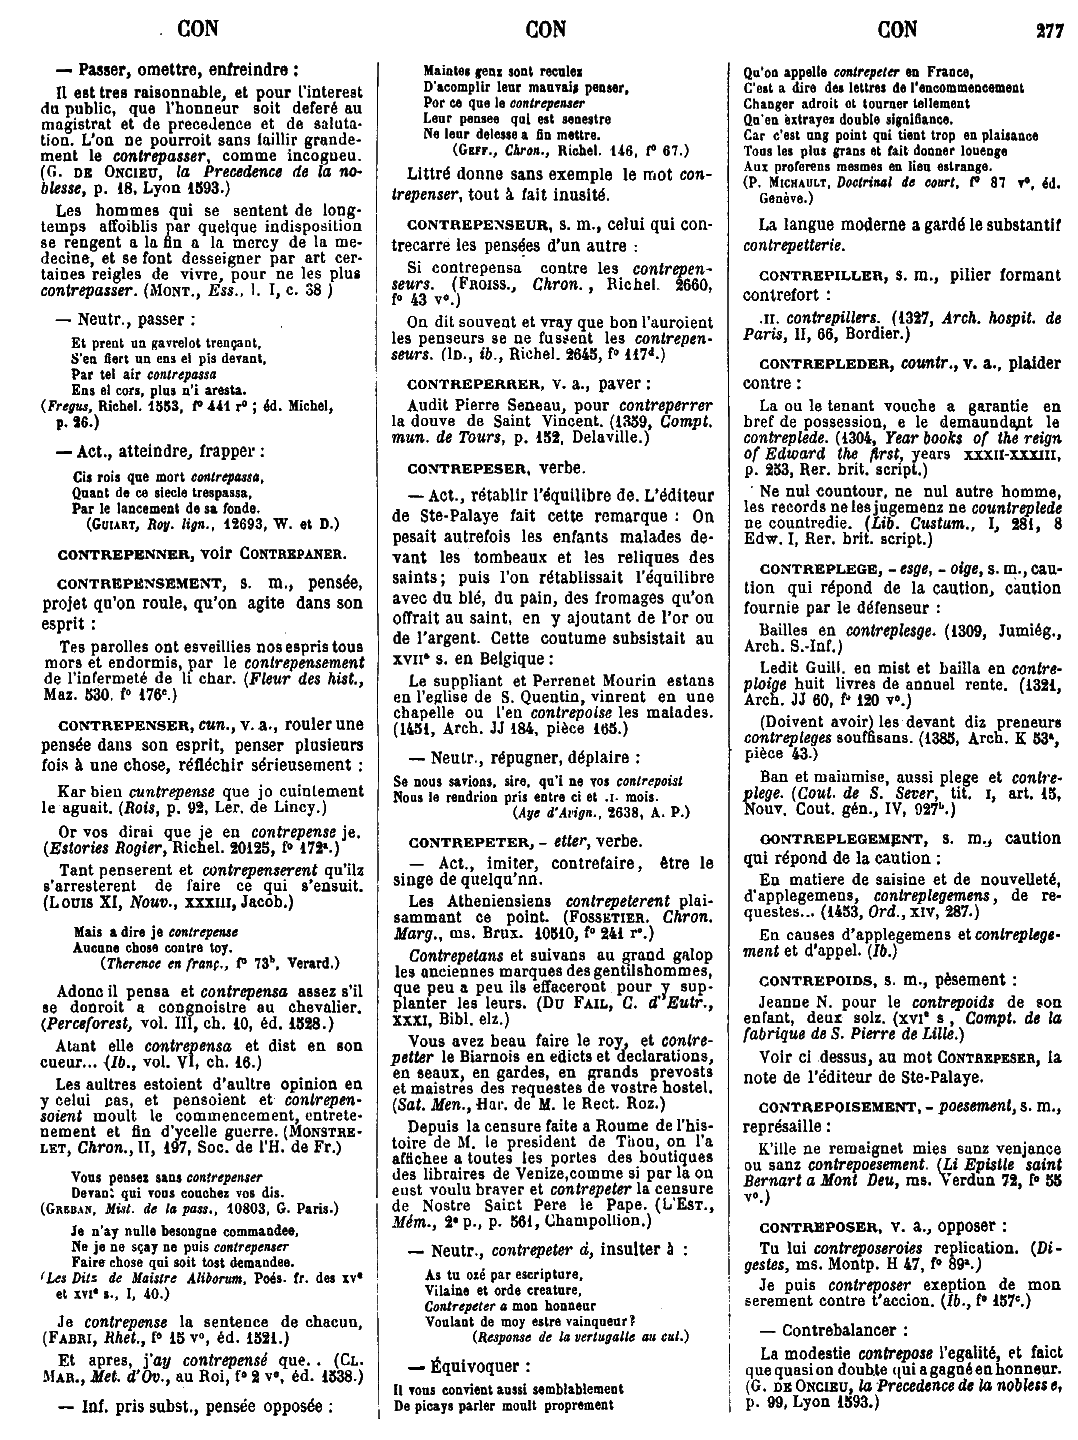 CON
CON
CON
277
— Passer, omettre, enfreindre :
Il est tres raisonnable, et pour l'interest
du public, que l'honneur soit deferé au
magistrat et de precedence et de saluta-
tion. L'on ne pourroit sans faillir grande-
ment le contrepasser, comme incogneu.
(G. DE ONCIEU, la Precedence de la no-
blesse, p. 18, Lyon 1593.)
Les hommes qui se sentent de long-
temps affoiblis par quelque indisposition
se rengent a la fin a la mercy de la me-
decine, et se font desseigner par art cer-
taines reigles de vivre, pour ne les plus
contrepasser. (MONT., Ess., l. I, c. 38 )
— Neutr., passer :
Et prent un gavrelot trençant,
S'en fiert un ens el pis devant,
Par tel air contrepassa
Ens el cors, plus n'i aresta.
(Fregus, Richel. 1553, f° 441 r° ; éd. Michel,
p. 26.)
— Act., atteindre, frapper :
Cis rois que mort contrepassa,
Quant de ce siecle trespassa,
Par le lancement de sa fonde.
(GUIART, Roy. lign., 12693, W. et D.)
CONTREPENNER, voir CONTREPANER.
CONTREPENSEMENT, s. m., pensée,
projet qu'on roule, qu'on agite dans son
esprit :
Tes parolles ont esveillies nos espris tous
mors et endormis, par le contrepensement
de l'infermeté de li char. (Fleur des hist.,
Maz. 530, f° 176c.)
CONTREPENSER, cun., v. a., rouler une
pensée dans son esprit, penser plusieurs
fois à une chose, réfléchir sérieusement :
Kar bien cuntrepense que jo cuintement
le aguait. (Rois, p. 92, Ler. de Lincy.)
Or vos dirai que je en contrepense je.
(Estories Rogier, Richel. 20125, f° 172a.)
Tant penserent et contrepenserent qu'ilz
s'arresterent de faire ce qui s'ensuit.
(LOUIS XI, Nouv., XXXIII, Jacob.)
Mais a dire je contrepense
Aucune chose contre toy.
(Therence en franç., f° 73b, Verard.)
Adonc il pensa et contrepensa assez s'il
se donroit a congnoistre au chevalier.
(Perceforest, vol. III, ch. 10, éd. 1528.)
Atant elle contrepensa et dist en son
cueur... (Ib., vol. VI, ch. 16.)
Les aultres estoient d'aultre opinion en
y celui cas, et pensoient et contrepen-
soient moult le commencement, entrete-
nement et fin d'ycelle guerre. (MONSTRE-
LET, Chron., II, 197, Soc. de l'H. de Fr.)
Vous pensez sans contrepenser
Devant qui vous couchez vos dis.
(GREBAN, Mist. de la pass., 10803, G. Paris.)
Je n'ay nulle besongne commandee,
Ne je ne sçay ne puis contrepenser
Faire chose qui soit tost demandee.
(Les Ditz de Maistre Aliborum, Poés. fr. des xve
et xvie s., I, 40.)
Je contrepense la sentence de chacun,
(FABRI, Rhet., f° 15 v°, éd. 1521.)
Et apres, j'ay contrepensé que. . (CL.
MAR., Met. d'Ov., au Roi, f° 2 v°, éd. 1538.)
— Inf. pris subst., pensée opposée :
Maintes genz sont reculez
D'acomplir leur mauvais penser,
Por ce que le contrepenser
Leur pensee qui est senestre
Ne leur delesse a fin mettre.
(GEFF., Chron., Richel. 146, f° 67.)
Littré donne sans exemple le mot con-
trepenser, tout à fait inusité.
CONTREPENSEUR, s. m., celui qui con-
trecarre les pensées d'un autre :
Si contrepensa contre les contrepen-
seurs. (FROISS., Chron., Richel. 2660,
f° 43 v°.)
On dit souvent et vray que bon l'auroient
les penseurs se ne fussent les contrepen-
seurs. (ID., ib., Richel. 2645, f° 117d.)
CONTREPERRER, v. a., paver :
Audit Pierre Seneau, pour contreperrer
la douve de Saint Vincent. (1359, Compt.
mun. de Tours, p. 152, Delaville.)
CONTREPESER, verbe.
— Act., rétablir l'équilibre de. L'éditeur
de Ste-Palaye fait cette remarque : On
pesait autrefois les enfants malades de-
vant les tombeaux et les reliques des
saints; puis l'on rétablissait l'équilibre
avec du blé, du pain, des fromages qu'on
offrait au saint, en y ajoutant de l'or ou
de l'argent. Cette coutume subsistait au
XVIIe s. en Belgique :
Le suppliant et Perrenet Mourin estans
en l'eglise de S. Quentin, vinrent en une
chapelle ou l'en contrepoise les malades.
(1451, Arch. JJ 184, pièce 165.)
— Neutr., répugner, déplaire :
Se nous savions, sire, qu'i ne vos contrepoist
Nous le rendrion pris entre ci et .I. mois.
(Aye d'Avign., 2638, A. P.)
CONTREPETER, - etter, verbe.
— Act., imiter, contrefaire, être le
singe de quelqu'nn.
Les Atheniensiens contrepeterent plai-
sammant ce point. (FOSSETIER, Chron.
Marg., ms. Brux. 10510, f° 241 r°.)
Contrepetans et suivans au grand galop
les anciennes marques des gentilshommes,
que peu a peu ils effaceront pour y sup-
planter les leurs. (DU FAIL, C. d'Eutr.,
XXXI, Bibl. elz.)
Vous avez beau faire le roy, et contre-
petter le Biarnois en edicts et declarations,
en seaux, en gardes, en grands prevosts
et maistres des requestes de vostre hostel.
(Sat. Men., Har. de M. le Rect. Roz.)
Depuis la censure faite a Roume de l'his-
toire de M. le president de Thou, on l'a
affichee a toutes les portes des boutiques
des libraires de Venize, comme si par la on
eust voulu braver et contrepeter la censure
de Nostre Saint Pere le Pape. (L'EST.,
Mém., 2e p., p. 561, Champollion.)
— Neutr., contrepeter à, insulter à :
As tu ozé par escripture,
Vilaine et orde creature,
Contrepeter a mon honneur
Voulant de moy estre vainqueur?
(Response de la vertugalle au cul.)
— Équivoquer :
Il vous convient aussi semblablement
De picays parler moult proprement
Qu'on appelle contrepeter en France,
C'est a dire des lettres de l'encommencement
Changer adroit ot tourner tellement
Qu'en extrayez double signifiance.
Car c'est ung point qui tient trop en plaisance
Tous les plus grans et fait donner louenge
Aux proferens mesmes en lieu estrange.
(P. MICHAULT, Doctrinal de court, f° 87 v°, éd.
Genève.)
La langue moderne a gardé le substantif
contrepetterie.
CONTREPILLER, s. m., pilier formant
contrefort :
.II. contrepillers. (1327, Arch. hospit. de
Paris, II, 66, Bordier.)
CONTREPLEDER, countr., v. a., plaider
contre :
La ou le tenant vouche a garantie en
bref de possession, e le demaundant le
contreplede. (1304, Year books of the reign
of Edward the first, years XXXII-XXXIII,
p. 253, Rer. brit. script.)
Ne nul countour, ne nul autre homme,
les records ne les jugemenz ne countreplede
ne countredie. (Lib. Custum., I, 281, 8
Edw. I, Rer. brit. script.)
CONTREPLEGE, - esge, - oige, s. m., cau-
tion qui répond de la caution, caution
fournie par le défenseur :
Bailles en contreplesge. (1309, Jumiég.,
Arch. S.-Inf.)
Ledit Guill. en mist et bailla en contre-
ploige huit livres de annuel rente. (1321,
Arch. JJ 60, f° 120 v°.)
(Doivent avoir) les devant diz preneurs
contrepleges souffisans. (1385, Arch. K 53a,
pièce 43.)
Ban et mainmise, aussi plege et contre-
plege. (Cout. de S. Sever, tit. I, art. 15,
Nouv. Cout. gén., IV, 927b.)
CONTREPLEGEMENT, s. m., caution
qui répond de la caution :
En matiere de saisine et de nouvelleté,
d'applegemens, contreplegemens, de re-
questes... (1453, Ord., XIV, 287.)
En causes d'applegemens et contreplege-
ment et d'appel. (Ib.)
CONTREPOIDS, s. m., pèsement :
Jeanne N. pour le contrepoids de son
enfant, deux solz. (XVIe s , Compt. de la
fabrique de S. Pierre de Lille.)
Voir ci dessus, au mot CONTREPESER, la
note de l'éditeur de Ste-Palaye.
CONTREPOISEMENT, - poesement, s. m.,
représaille :
K'ille ne remaignet mies sanz venjance
ou sanz contrepoesement. (Li Epistle saint
Bernart a Mont Deu, ms. Verdun 72, f° 55
v°.)
CONTREPOSER, v. a., opposer :
Tu lui contreposeroies replication. (Di-
gestes, ms. Montp. H 47, f° 89a.)
Je puis contreposer exeption de mon
serement contre t'accion. (Ib., f° 157c.)
— Contrebalancer :
La modestie contrepose l'egalité, et faict
que quasi on doubte qui a gagné en honneur.
(G. DE ONCIEU, la Precedence de la noblesse,
p. 99, Lyon 1593.)